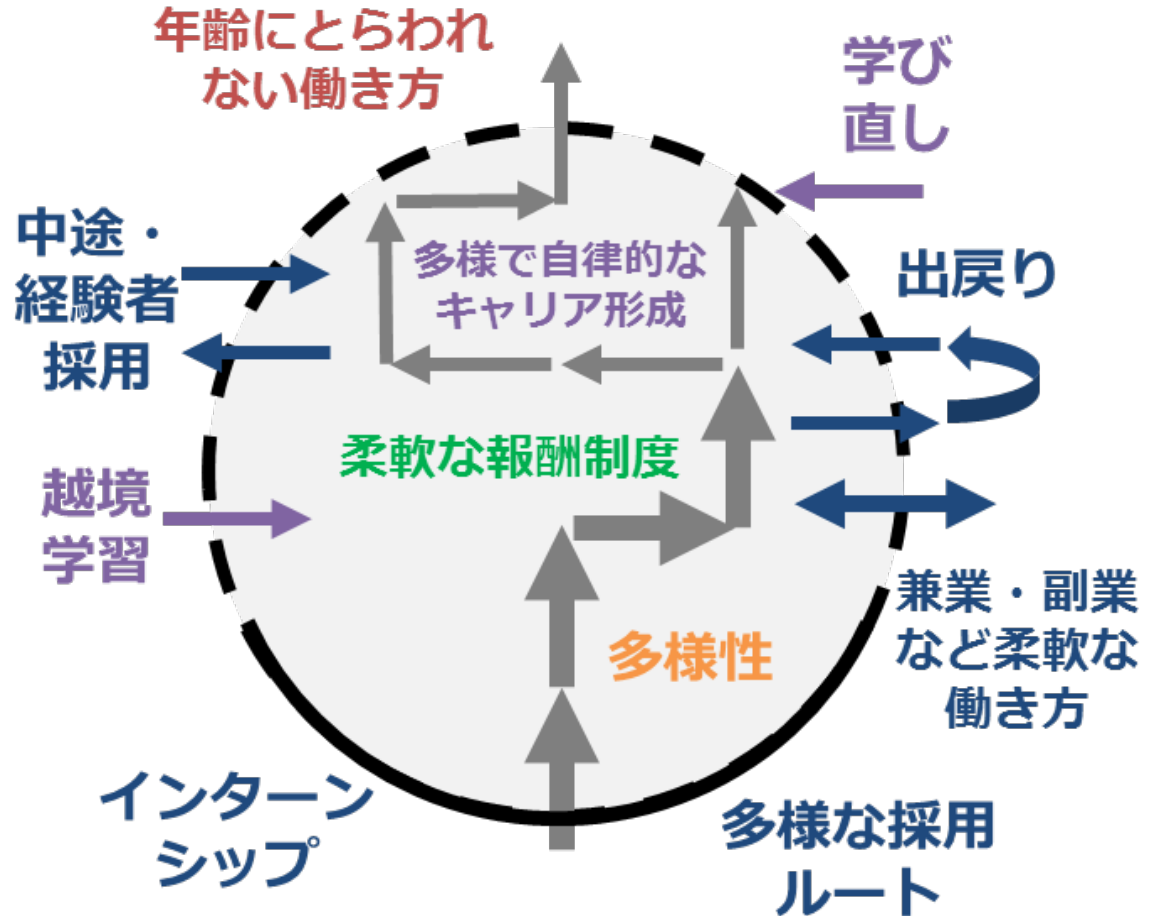 年齢にとらわれ
ない働き方
学び
直し
中途・
経験者
採用
多様で自律的な
キャリア形成
出戻り
柔軟な報酬制度
越境
学習
兼業・副業
など柔軟な
働き方
多様性
インターン
シップ
多様な採用
ルート